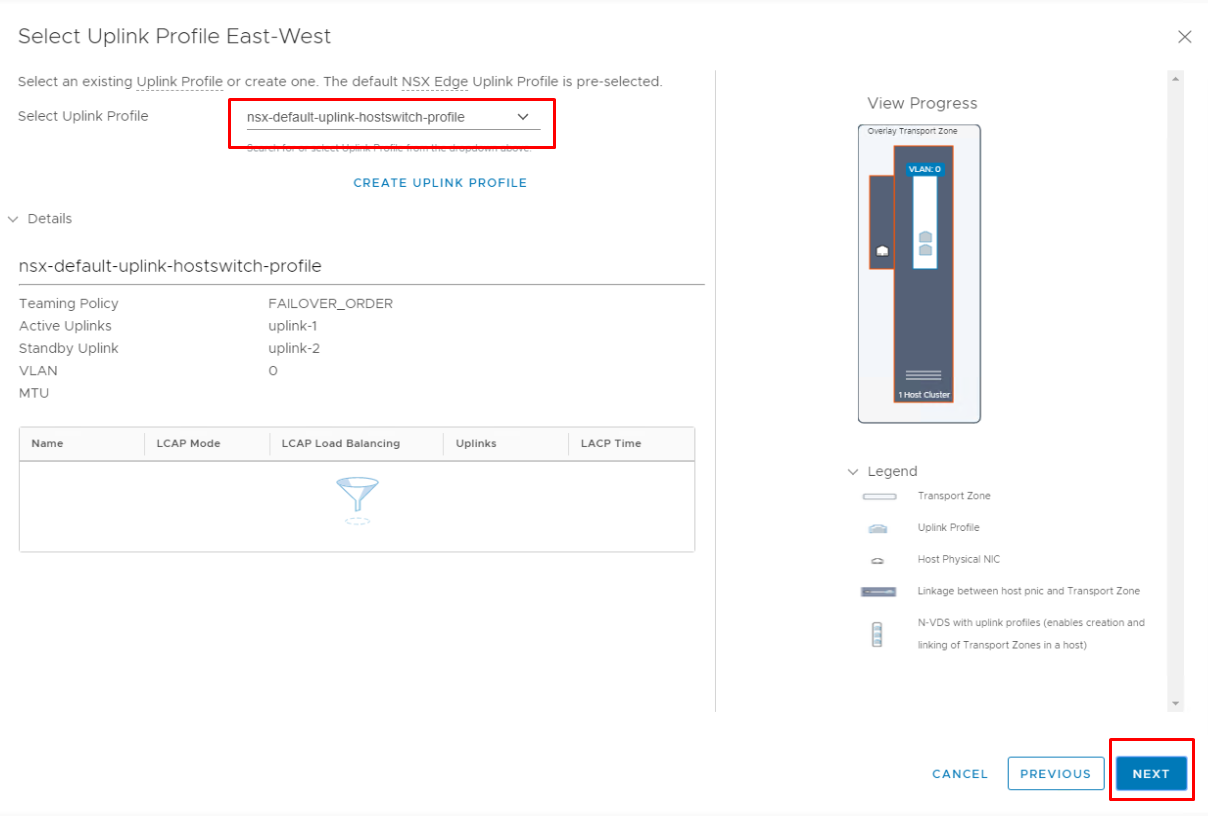 Select Uplink Profile East-West
Select an existing Uplink Profile or create one. The default NSX Edge Uplink Profile is pre-selected.
Select Uplink Profile
nsx-default-uplink-hostswitch-profile
Search for or select Uplink Profile from the dropdown above.
CREATE UPLINK PROFILE
Details
nsx-default-uplink-hostswitch-profile
Teaming Policy FAILOVER_ORDER
Active Uplinks uplink-1
Standby Uplink uplink-2
VLAN 0
MTU
Name LCAP Mode LCAP Load Balancing Uplinks LACP Time
View Progress
Overlay Transport Zone
VLAN: 0
1 Host Cluster
Legend
Transport Zone
Uplink Profile
Host Physical NIC
Linkage between host pnic and Transport Zone
N-VDS with uplink profiles (enables creation and
linking of Transport Zones in a host)
CANCEL PREVIOUS NEXT